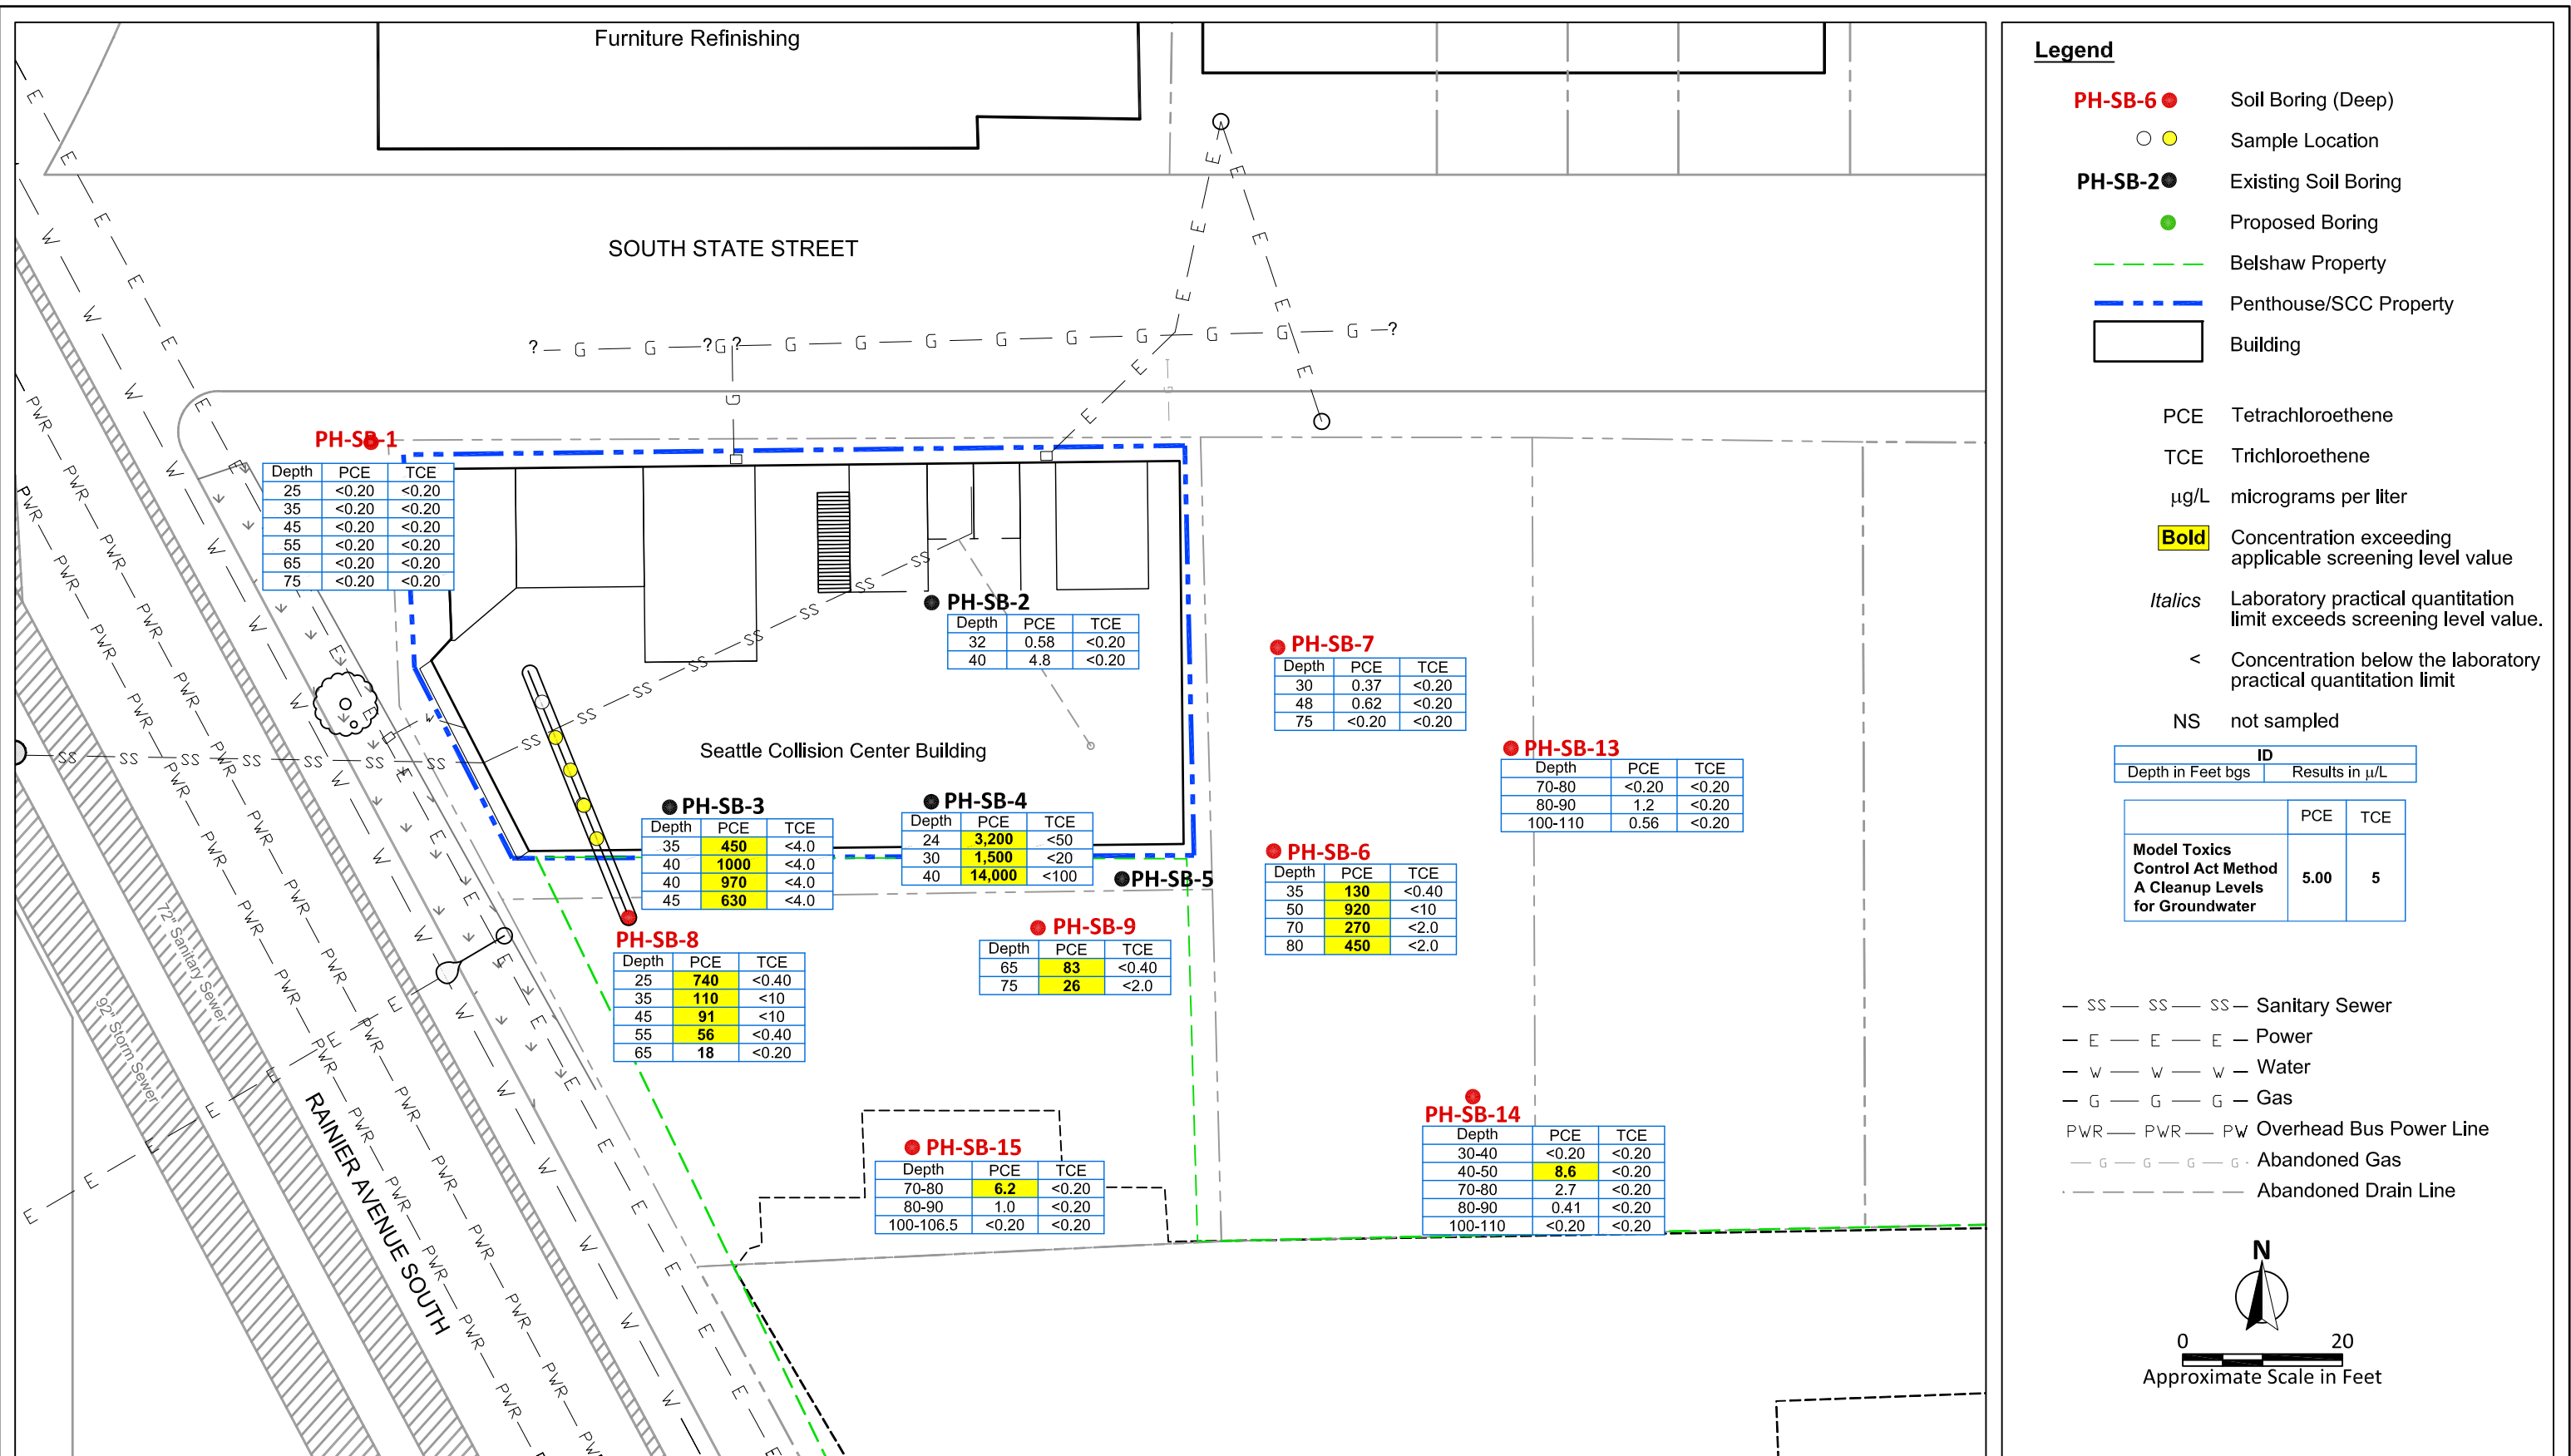 Furniture Refinishing
SOUTH STATE STREET
PH-SB-1
Depth PCE TCE
25 <0.20 <0.20
35 <0.20 <0.20
45 <0.20 <0.20
55 <0.20 <0.20
65 <0.20 <0.20
75 <0.20 <0.20
PH-SB-2
Depth PCE TCE
32 0.58 <0.20
40 4.8 <0.20
PH-SB-7
Depth PCE TCE
30 0.37 <0.20
48 0.62 <0.20
75 <0.20 <0.20
Seattle Collision Center Building
PH-SB-13
Depth PCE TCE
70-80 <0.20 <0.20
80-90 1.2 <0.20
100-110 0.56 <0.20
PH-SB-3
Depth PCE TCE
35 450 <4.0
40 1000 <4.0
40 970 <4.0
45 630 <4.0
PH-SB-4
Depth PCE TCE
24 3,200 <50
30 1,500 <20
40 14,000 <100
PH-SB-5
PH-SB-6
Depth PCE TCE
35 130 <0.40
50 920 <10
70 270 <2.0
80 450 <2.0
PH-SB-8
Depth PCE TCE
25 740 <0.40
35 110 <10
45 91 <10
55 56 <0.40
65 18 <0.20
PH-SB-9
Depth PCE TCE
65 83 <0.40
75 26 <2.0
PH-SB-15
Depth PCE TCE
70-80 6.2 <0.20
80-90 1.0 <0.20
100-106.5 <0.20 <0.20
PH-SB-14
Depth PCE TCE
30-40 <0.20 <0.20
40-50 8.6 <0.20
70-80 2.7 <0.20
80-90 0.41 <0.20
100-110 <0.20 <0.20
72" Sanitary Sewer
92" Storm Sewer
RAINIER AVENUE SOUTH
Legend
PH-SB-6 Soil Boring (Deep)
Sample Location
PH-SB-2 Existing Soil Boring
Proposed Boring
Belshaw Property
Penthouse/SCC Property
Building
PCE Tetrachloroethene
TCE Trichloroethene
µg/L micrograms per liter
Bold Concentration exceeding
applicable screening level value
Italics Laboratory practical quantitation
limit exceeds screening level value.
< Concentration below the laboratory
practical quantitation limit
NS not sampled
ID
Depth in Feet bgs Results in µ/L
PCE TCE
Model Toxics
Control Act Method
A Cleanup Levels
for Groundwater
5.00 5
SS SS SS Sanitary Sewer
E E E Power
W W W Water
G G G Gas
PWR PWR PW Overhead Bus Power Line
G G G G Abandoned Gas
Abandoned Drain Line
N
0 20
Approximate Scale in Feet